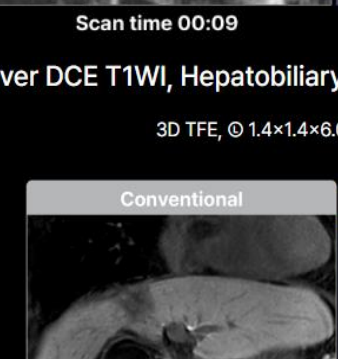 Scan time 00:09
ver DCE T1WI, Hepatobiliary
3D TFE, Ⓛ 1.4×1.4×6.0
Conventional